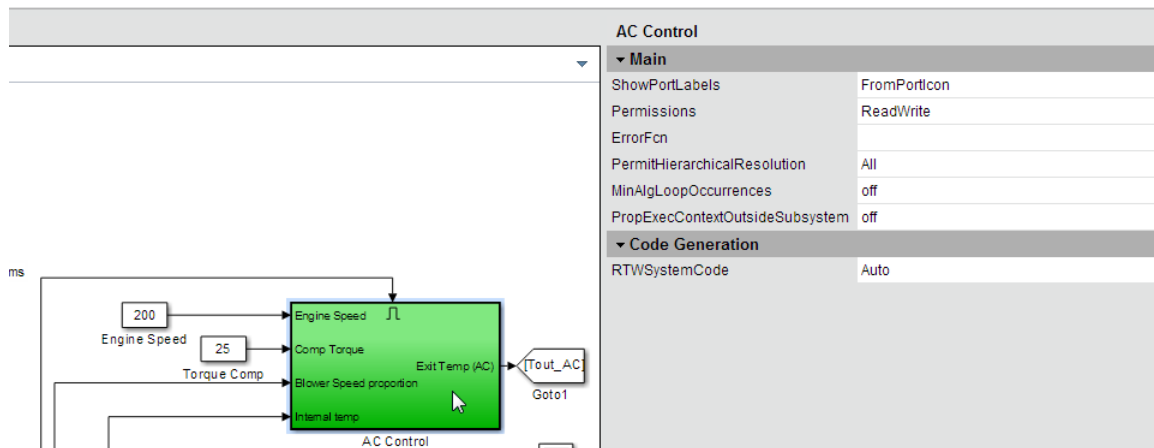 AC Control
Main
ShowPortLabels FromPortIcon
Permissions ReadWrite
ErrorFcn
PermitHierarchicalResolution All
MinAlgLoopOccurrences off
PropExecContextOutsideSubsystem off
Code Generation
RTWSystemCode Auto
ms
200
Engine Speed
25
Torque Comp
Engine Speed
Comp Torque
Exit Temp (AC)
Blower Speed proportion
Internal temp
AC Control
[Tout_AC]
Goto1